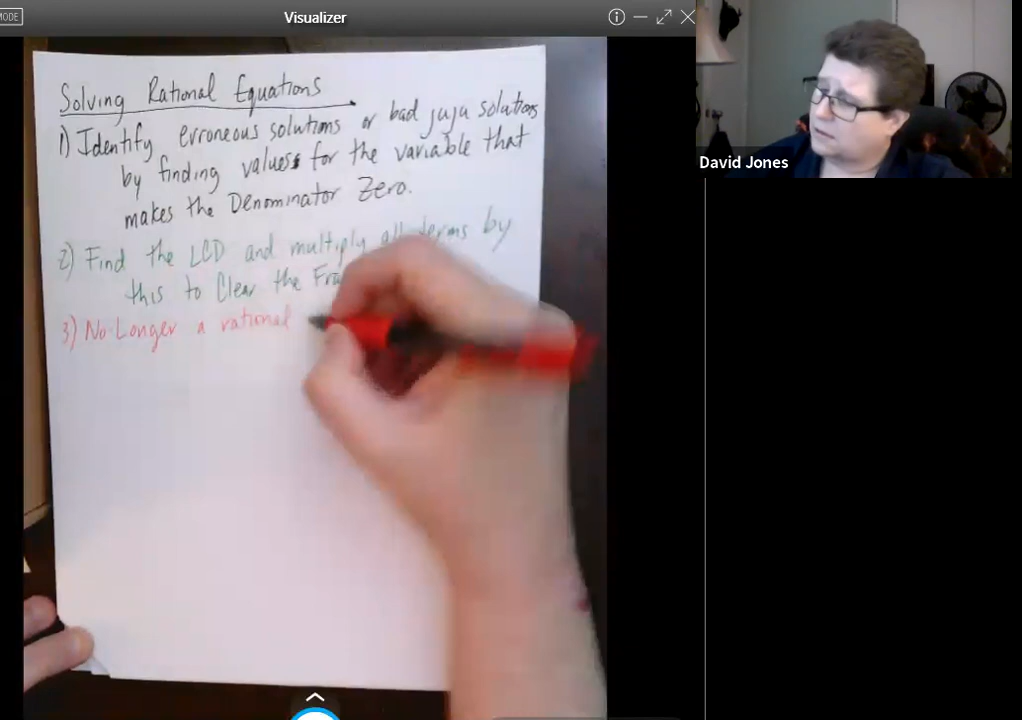 MODE
Visualizer
Solving Rational Equations
1) Identify erroneous solutions or bad juju solutions
by finding values for the variable that
makes the Denominator Zero.
2) Find the LCD and multiply all terms by
this to Clear the
3) No Longer a rational
David Jones